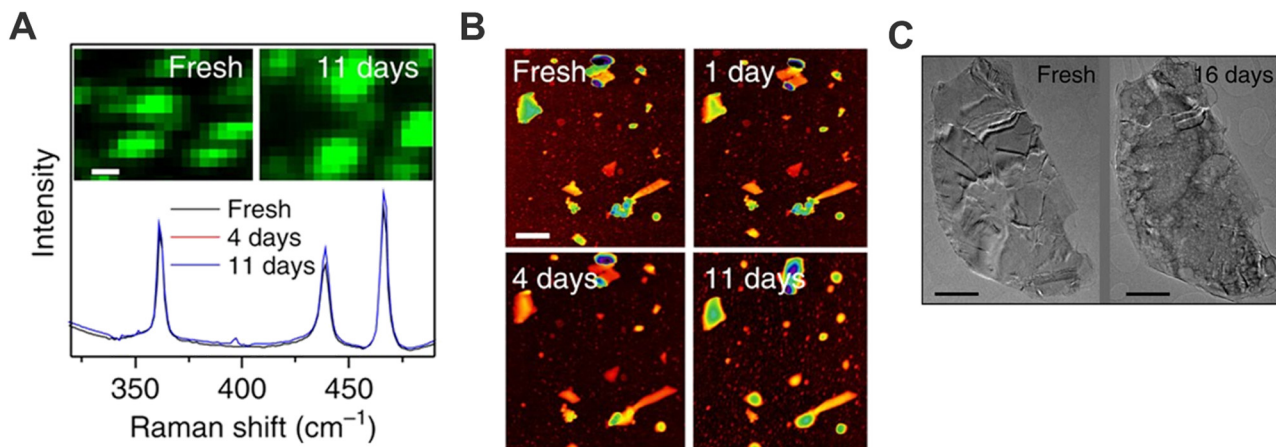 A
Fresh
11 days
Intensity
Fresh
4 days
11 days
350
400
450
Raman shift (cm⁻¹)
B
Fresh
1 day
4 days
11 days
C
Fresh
16 days